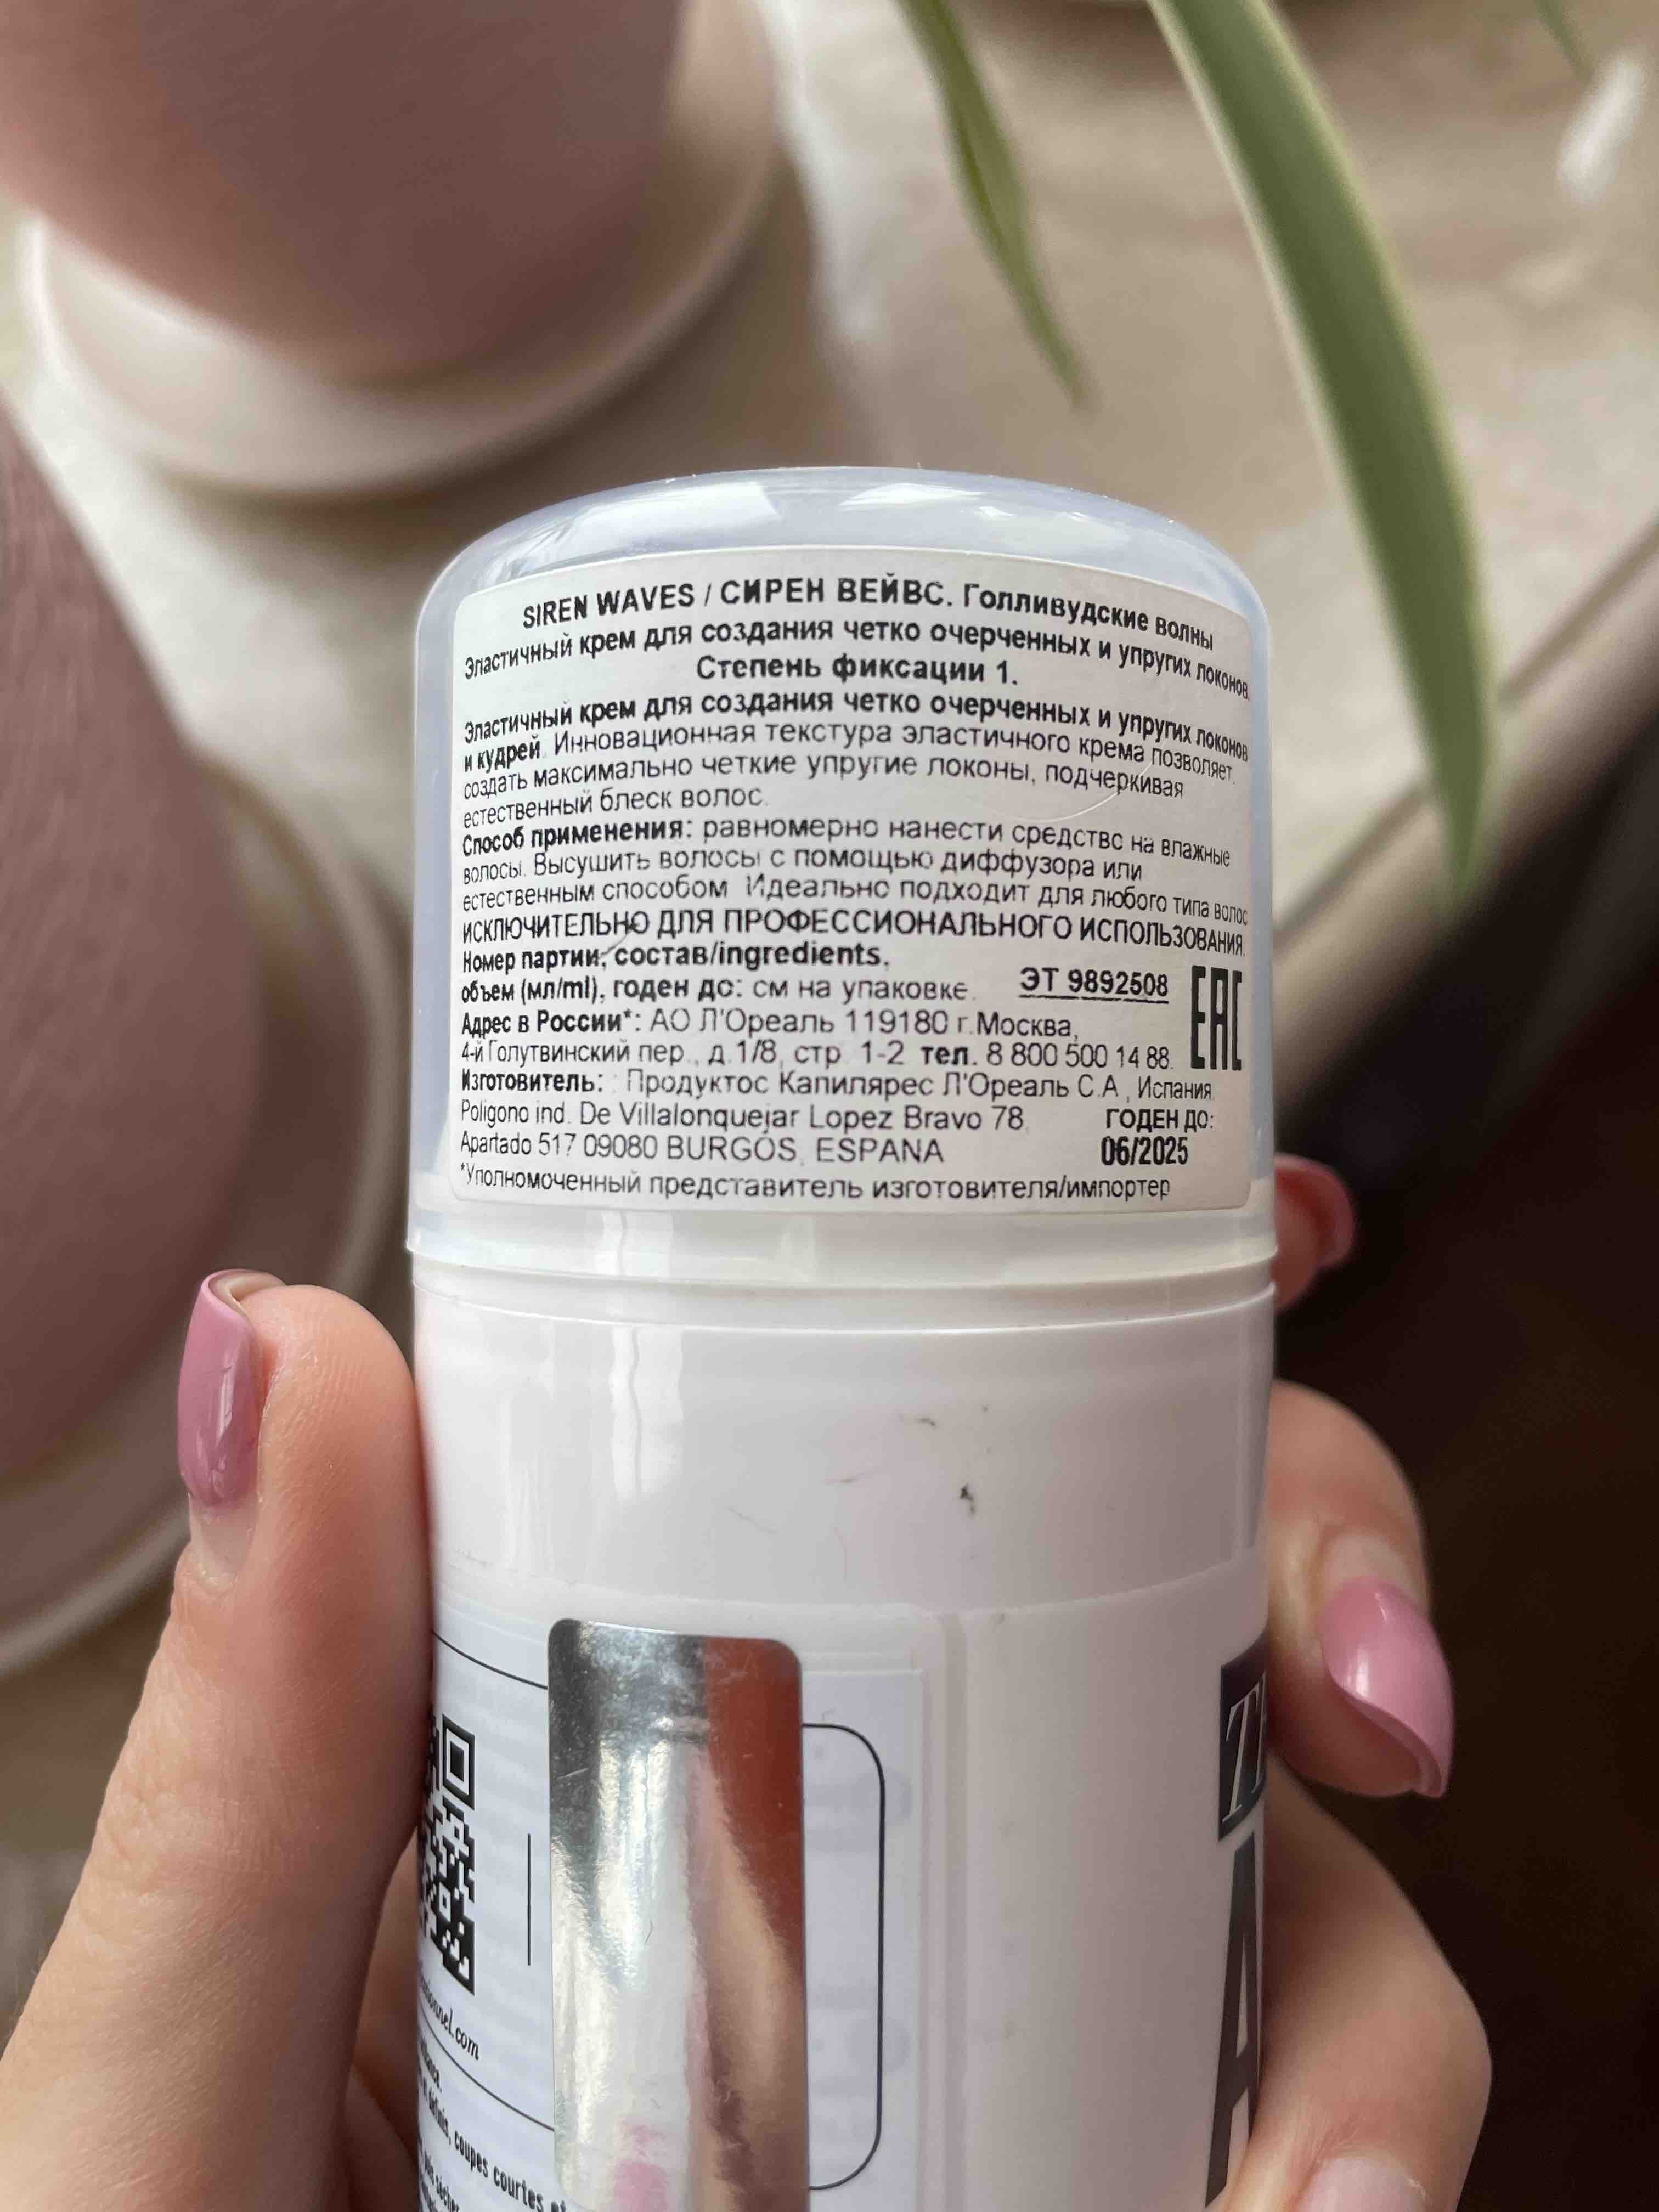 SIREN WAVES / СИРЕН ВЕЙВС. Голливудские волны
Эластичный крем для создания четко очерченных и упругих локонов.
Степень фиксации 1.
Эластичный крем для создания четко очерченных и упругих локонов
и кудрей. Инновационная текстура эластичного крема позволяет
создать максимально четкие упругие локоны, подчеркивая
естественный блеск волос.
Способ применения: равномерно нанести средство на влажные
волосы. Высушить волосы с помощью диффузора или
естественным способом. Идеально подходит для любого типа волос
ИСКЛЮЧИТЕЛЬНО ДЛЯ ПРОФЕССИОНАЛЬНОГО ИСПОЛЬЗОВАНИЯ.
Номер партии, состав/ingredients,
объем (мл/ml), годен до: см на упаковке. ЭТ 9892508 EAC
Адрес в России*: АО Л'Ореаль 119180 г.Москва,
4-й Голутвинский пер., д.1/8, стр. 1-2 тел. 8 800 500 14 88.
Изготовитель: Продуктос Капилярес Л'Ореаль С.А., Испания.
Poligono ind. De Villalonquejar Lopez Bravo 78, ГОДЕН ДО:
Apartado 517 09080 BURGOS, ESPANA 06/2025
*Уполномоченный представитель изготовителя/импортер
A
.com
coupes courtes et